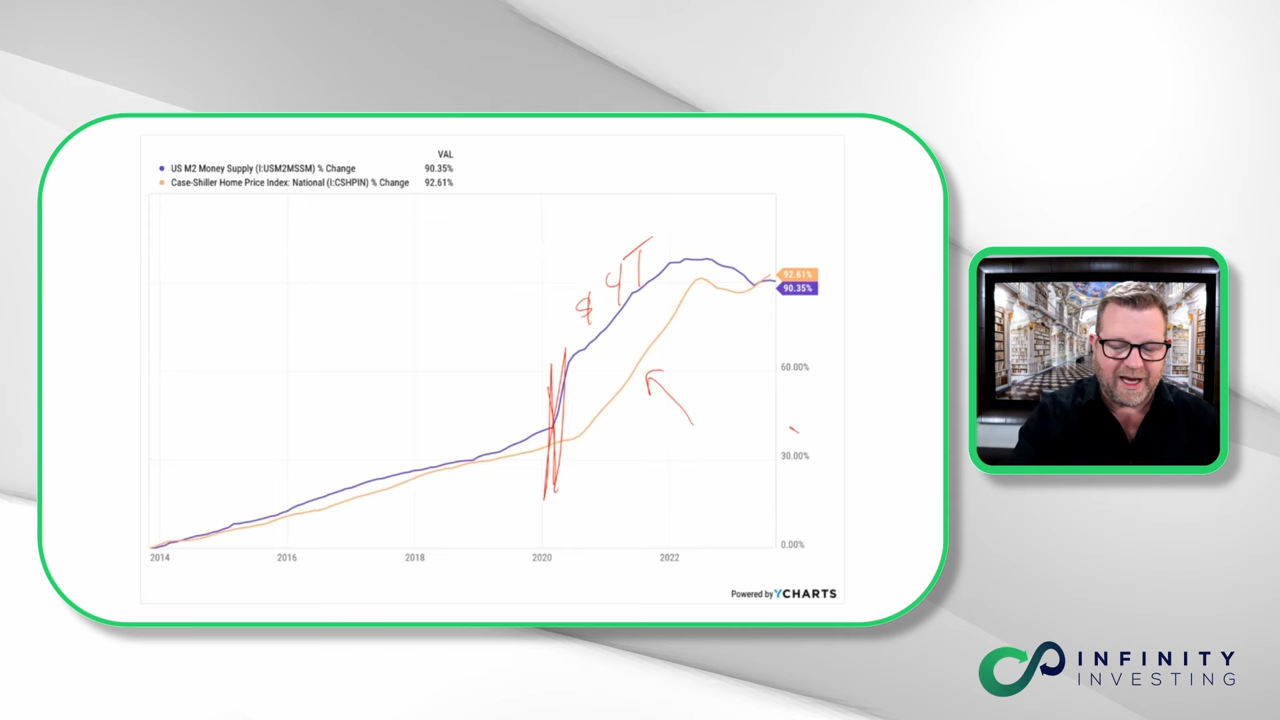 VAL
US M2 Money Supply (I:USM2MSSM) % Change 90.35%
Case-Shiller Home Price Index: National (I:CSHPIN) % Change 92.61%
$ 4T
92.61%
90.35%
60.00%
30.00%
0.00%
2014 2016 2018 2020 2022
Powered by YCHARTS
INFINITY
INVESTING